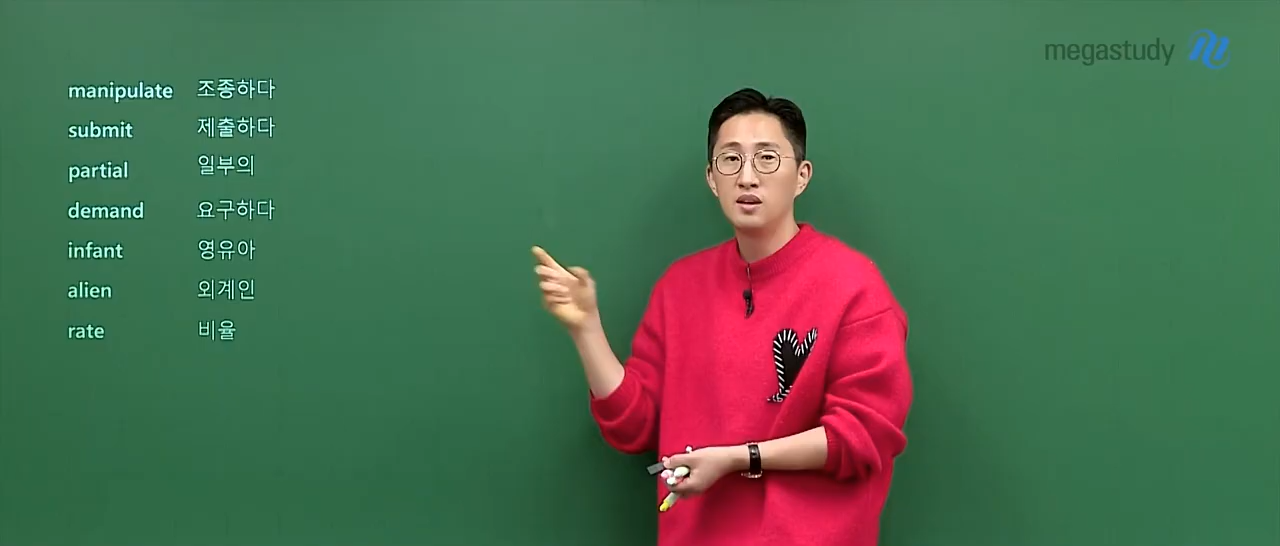 megastudy
manipulate 조종하다
submit 제출하다
partial 일부의
demand 요구하다
infant 영유아
alien 외계인
rate 비율